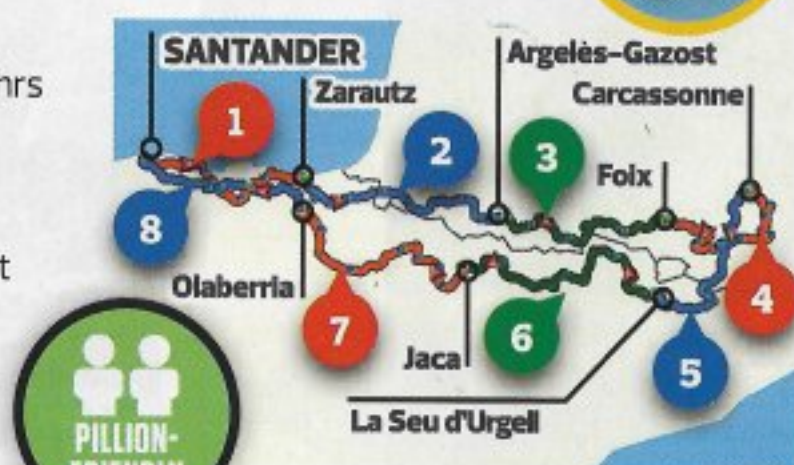 hrs
t
SANTANDER
Zarautz
Argelès-Gazost
Carcassonne
Foix
1
2
3
8
Olaberria
7
Jaca
6
4
5
La Seu d'Urgell
PILLION-